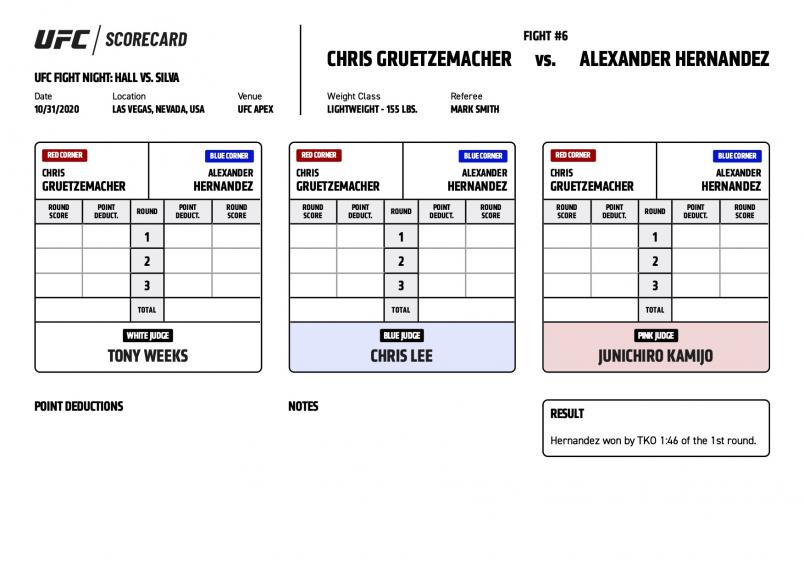 UFC / SCORECARD
UFC FIGHT NIGHT: HALL VS. SILVA
Date Location Venue
10/31/2020 LAS VEGAS, NEVADA, USA UFC APEX
FIGHT #6
CHRIS GRUETZEMACHER vs. ALEXANDER HERNANDEZ
Weight Class Referee
LIGHTWEIGHT - 155 LBS. MARK SMITH
RED CORNER BLUE CORNER
CHRIS ALEXANDER
GRUETZEMACHER HERNANDEZ
ROUND POINT ROUND POINT ROUND
SCORE DEDUCT. DEDUCT. SCORE
1
2
3
TOTAL
WHITE JUDGE
TONY WEEKS
RED CORNER BLUE CORNER
CHRIS ALEXANDER
GRUETZEMACHER HERNANDEZ
ROUND POINT ROUND POINT ROUND
SCORE DEDUCT. DEDUCT. SCORE
1
2
3
TOTAL
BLUE JUDGE
CHRIS LEE
RED CORNER BLUE CORNER
CHRIS ALEXANDER
GRUETZEMACHER HERNANDEZ
ROUND POINT ROUND POINT ROUND
SCORE DEDUCT. DEDUCT. SCORE
1
2
3
TOTAL
PINK JUDGE
JUNICHIRO KAMIJO
POINT DEDUCTIONS
NOTES
RESULT
Hernandez won by TKO 1:46 of the 1st round.